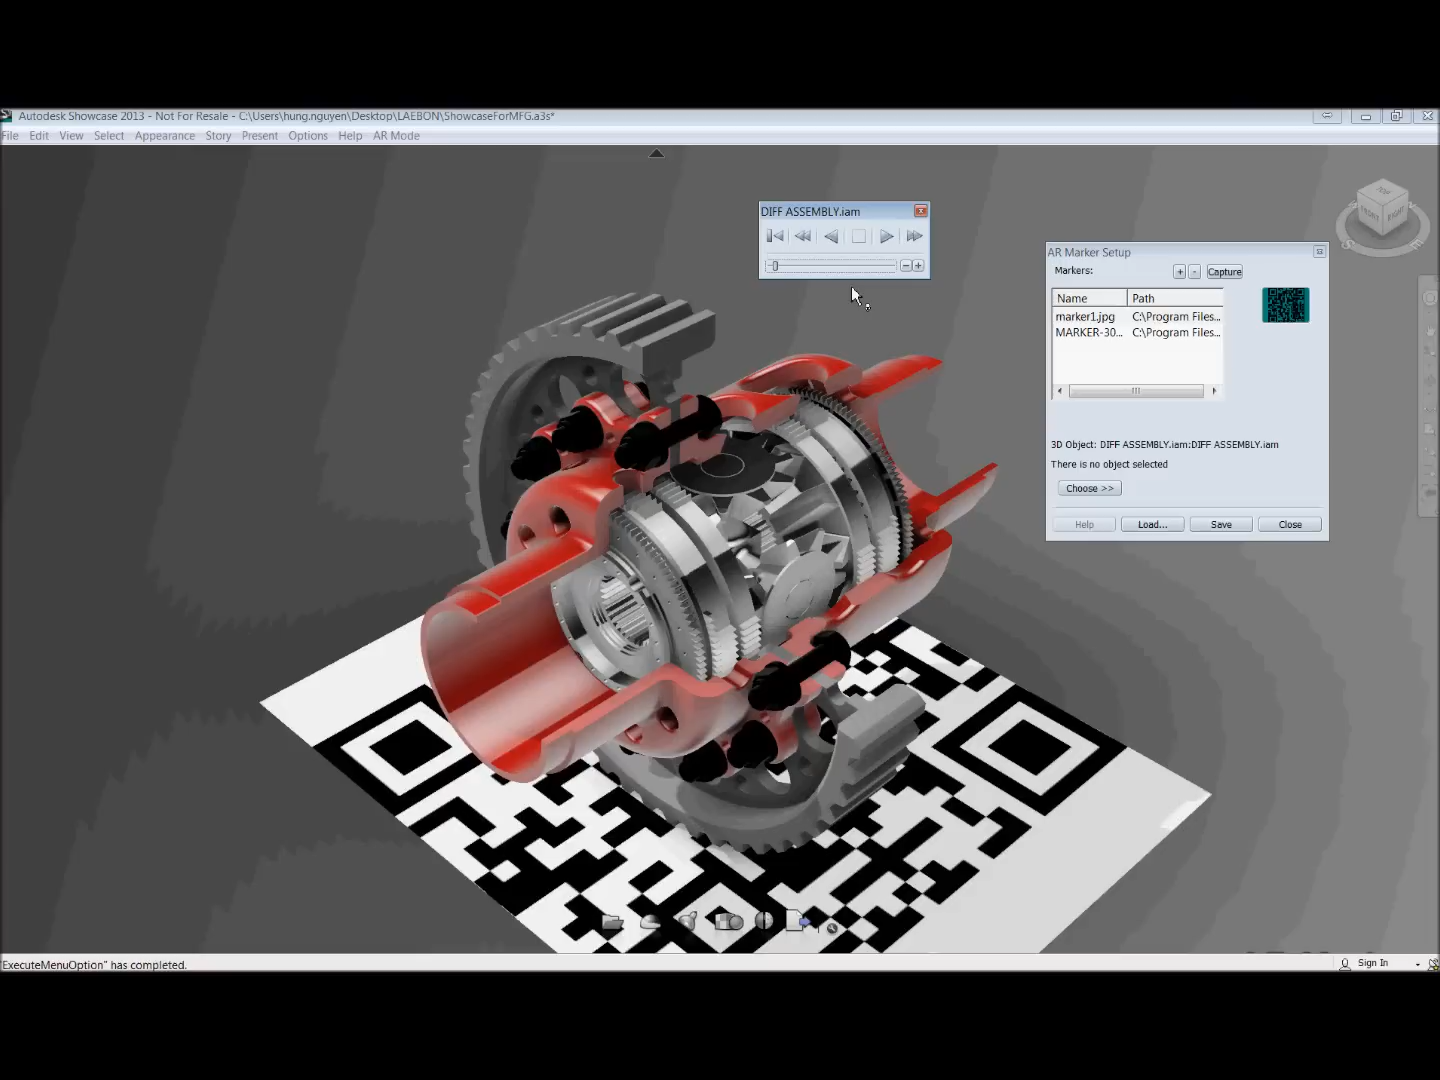 Autodesk Showcase 2013 - Not For Resale - C:\Users\hung.nguyen\Desktop\LAEBON\ShowcaseForMFG.a3s*
File Edit View Select Appearance Story Present Options Help AR Mode
DIFF ASSEMBLY.iam
TOP
FRONT
RIGHT
S
E
AR Marker Setup
Markers:
+ - Capture
Name Path
marker1.jpg C:\Program Files...
MARKER-30... C:\Program Files...
3D Object: DIFF ASSEMBLY.iam:DIFF ASSEMBLY.iam
There is no object selected
Choose >>
Help Load... Save Close
"ExecuteMenuOption" has completed.
Sign In